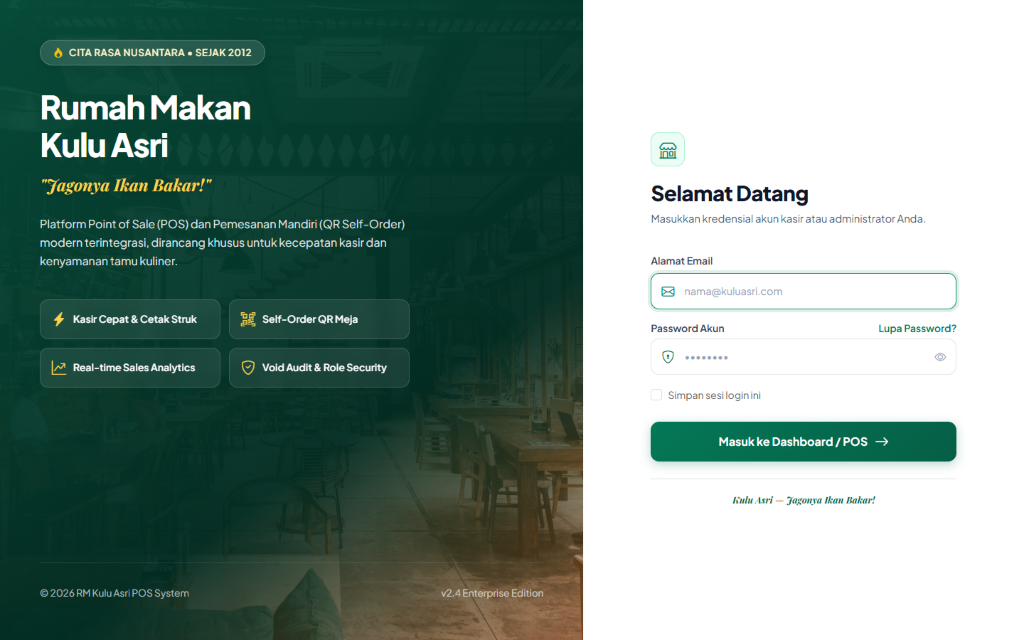 CITA RASA NUSANTARA • SEJAK 2012
Rumah Makan
Kulu Asri
"Jagonya Ikan Bakar!"
Platform Point of Sale (POS) dan Pemesanan Mandiri (QR Self-Order)
modern terintegrasi, dirancang khusus untuk kecepatan kasir dan
kenyamanan tamu kuliner.
Kasir Cepat & Cetak Struk
Self-Order QR Meja
Real-time Sales Analytics
Void Audit & Role Security
© 2026 RM Kulu Asri POS System
v2.4 Enterprise Edition
Selamat Datang
Masukkan kredensial akun kasir atau administrator Anda.
Alamat Email
nama@kuluasri.com
Password Akun
Lupa Password?
••••••••
Simpan sesi login ini
Masuk ke Dashboard / POS →
Kulu Asri — Jagonya Ikan Bakar!